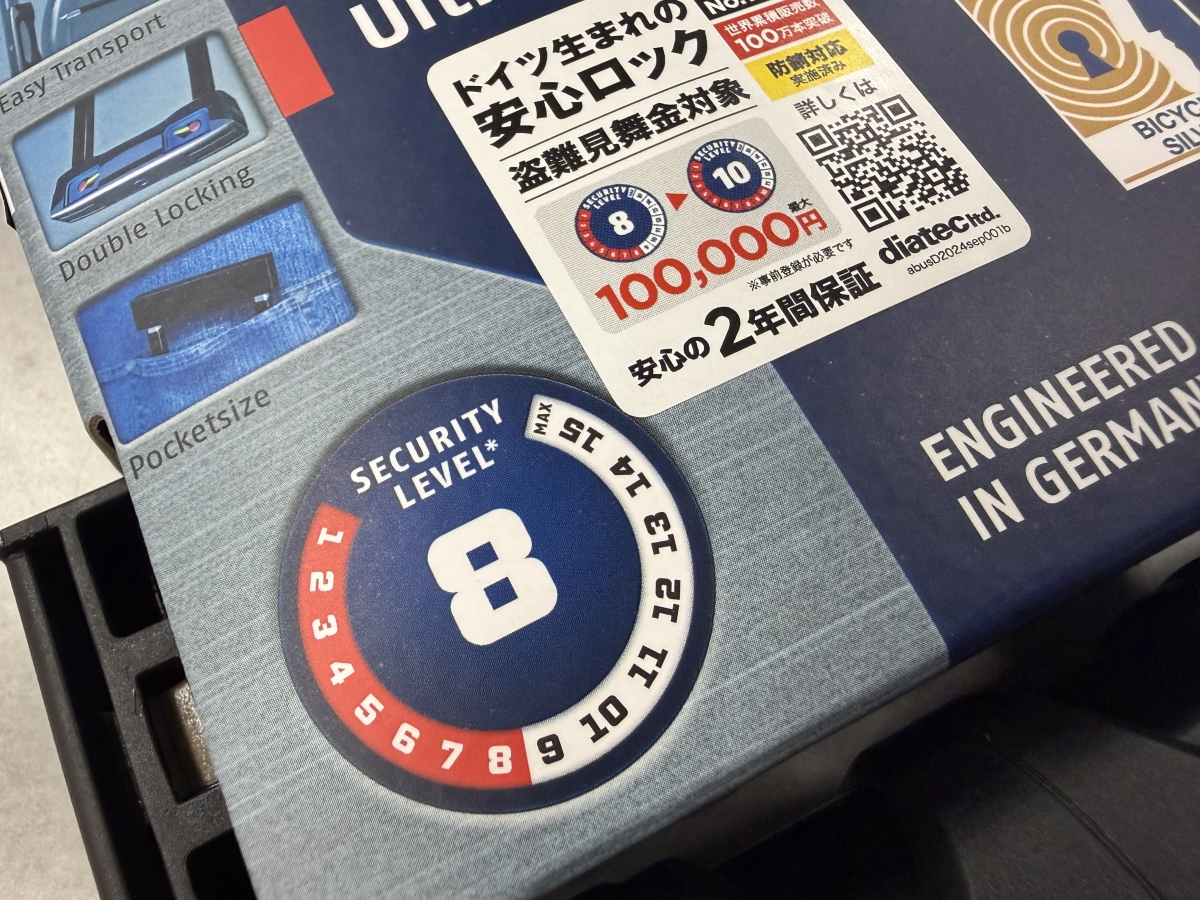 Easy Transport
Double Locking
Pocketsize
ドイツ生まれの
安心ロック
盗難見舞金対象
世界累積販売数
100万本突破
防錆対応
実施済み
詳しくは
SECURITY
LEVEL
8
SECURITY
LEVEL
10
最大
100,000円
※事前登録が必要です
安心の2年間保証
diatec ltd.
abusD2024sep001b
ENGINEERED
IN GERMANY
SECURITY
LEVEL*
8
1 2 3 4 5 6 7 8 9 10 11 12 13 14 15 MAX